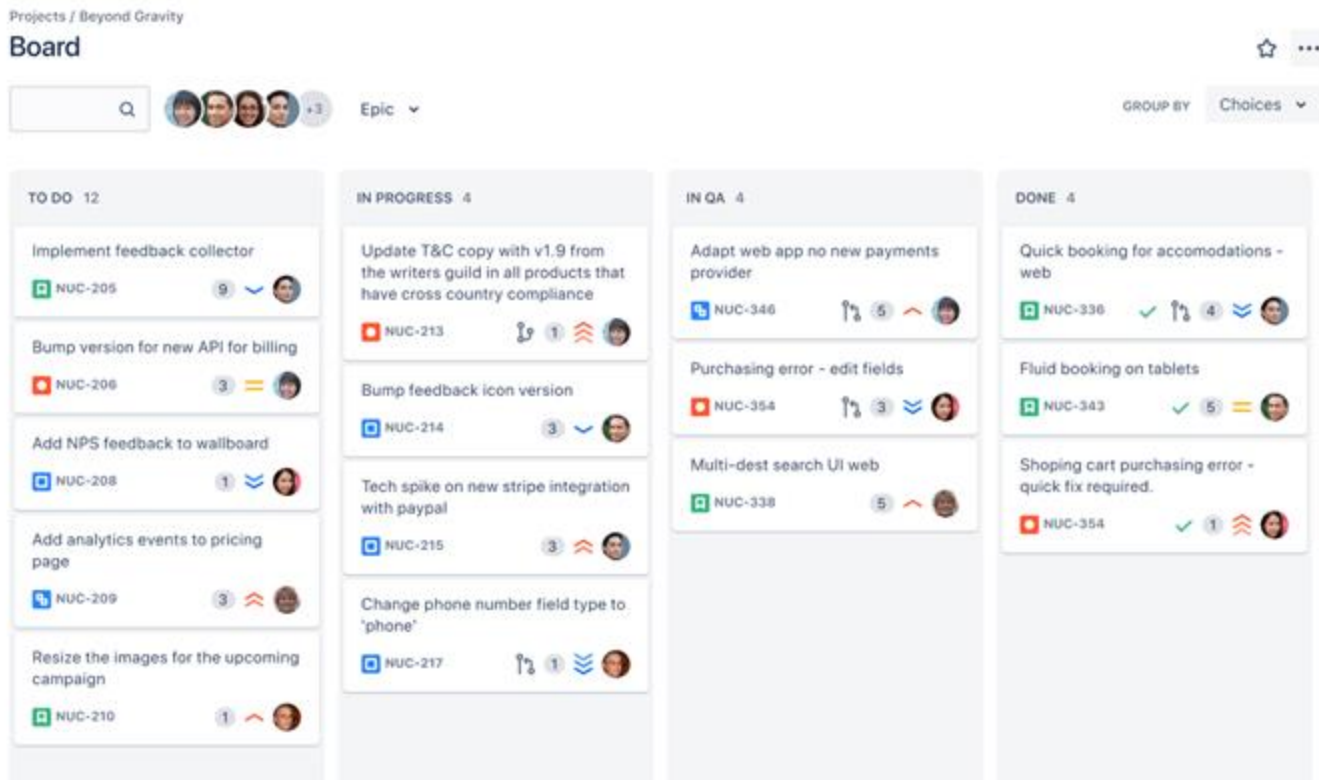 Projects / Beyond Gravity
Board
+3
Epic
GROUP BY
Choices
TO DO 12
Implement feedback collector
NUC-205
9
Bump version for new API for billing
NUC-206
3
Add NPS feedback to wallboard
NUC-208
1
Add analytics events to pricing
page
NUC-209
3
Resize the images for the upcoming
campaign
NUC-210
1
IN PROGRESS 4
Update T&C copy with v1.9 from
the writers guild in all products that
have cross country compliance
NUC-213
1
Bump feedback icon version
NUC-214
3
Tech spike on new stripe integration
with paypal
NUC-215
3
Change phone number field type to
'phone'
NUC-217
1
IN QA 4
Adapt web app no new payments
provider
NUC-346
5
Purchasing error - edit fields
NUC-354
3
Multi-dest search UI web
NUC-338
5
DONE 4
Quick booking for accomodations -
web
NUC-336
4
Fluid booking on tablets
NUC-343
5
Shoping cart purchasing error -
quick fix required.
NUC-354
1